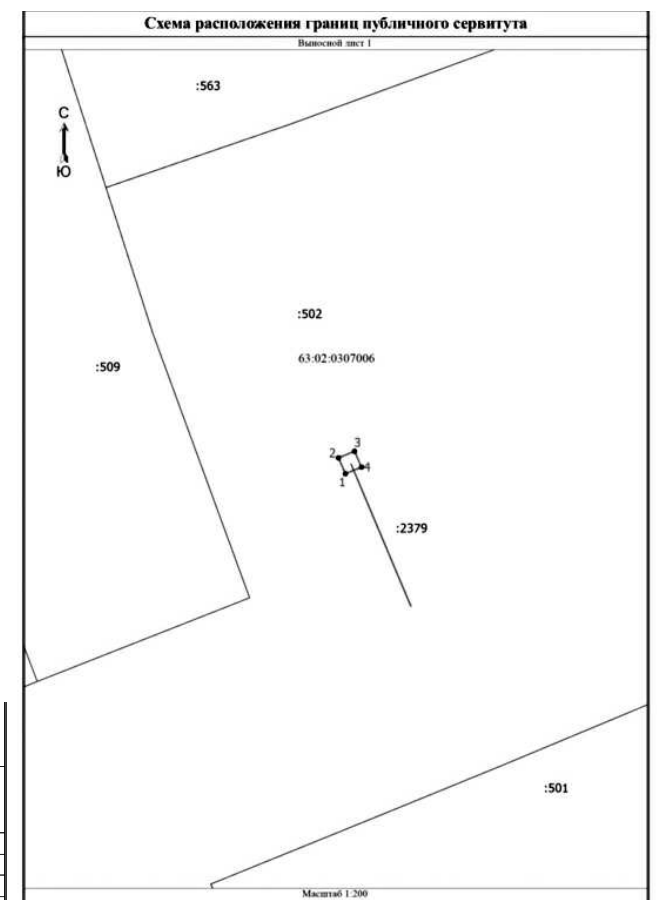 Схема расположения границ публичного сервитута
Выносной лист 1
:563
С
Ю
:502
63:02:0307006
:509
3
2
4
1
:2379
:501
Масштаб 1:200